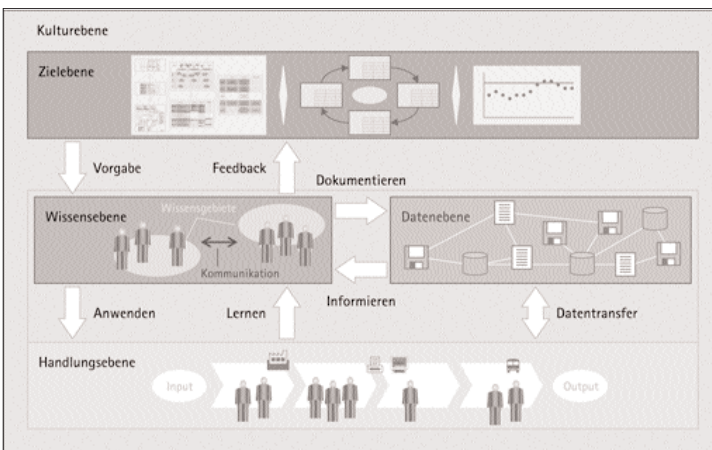 Kulturebene
Zielebene
Vorgabe
Feedback
Dokumentieren
Wissensebene
Wissensgebiete
Kommunikation
Datenebene
Informieren
Anwenden
Lernen
Datentransfer
Handlungsebene
Input
Output